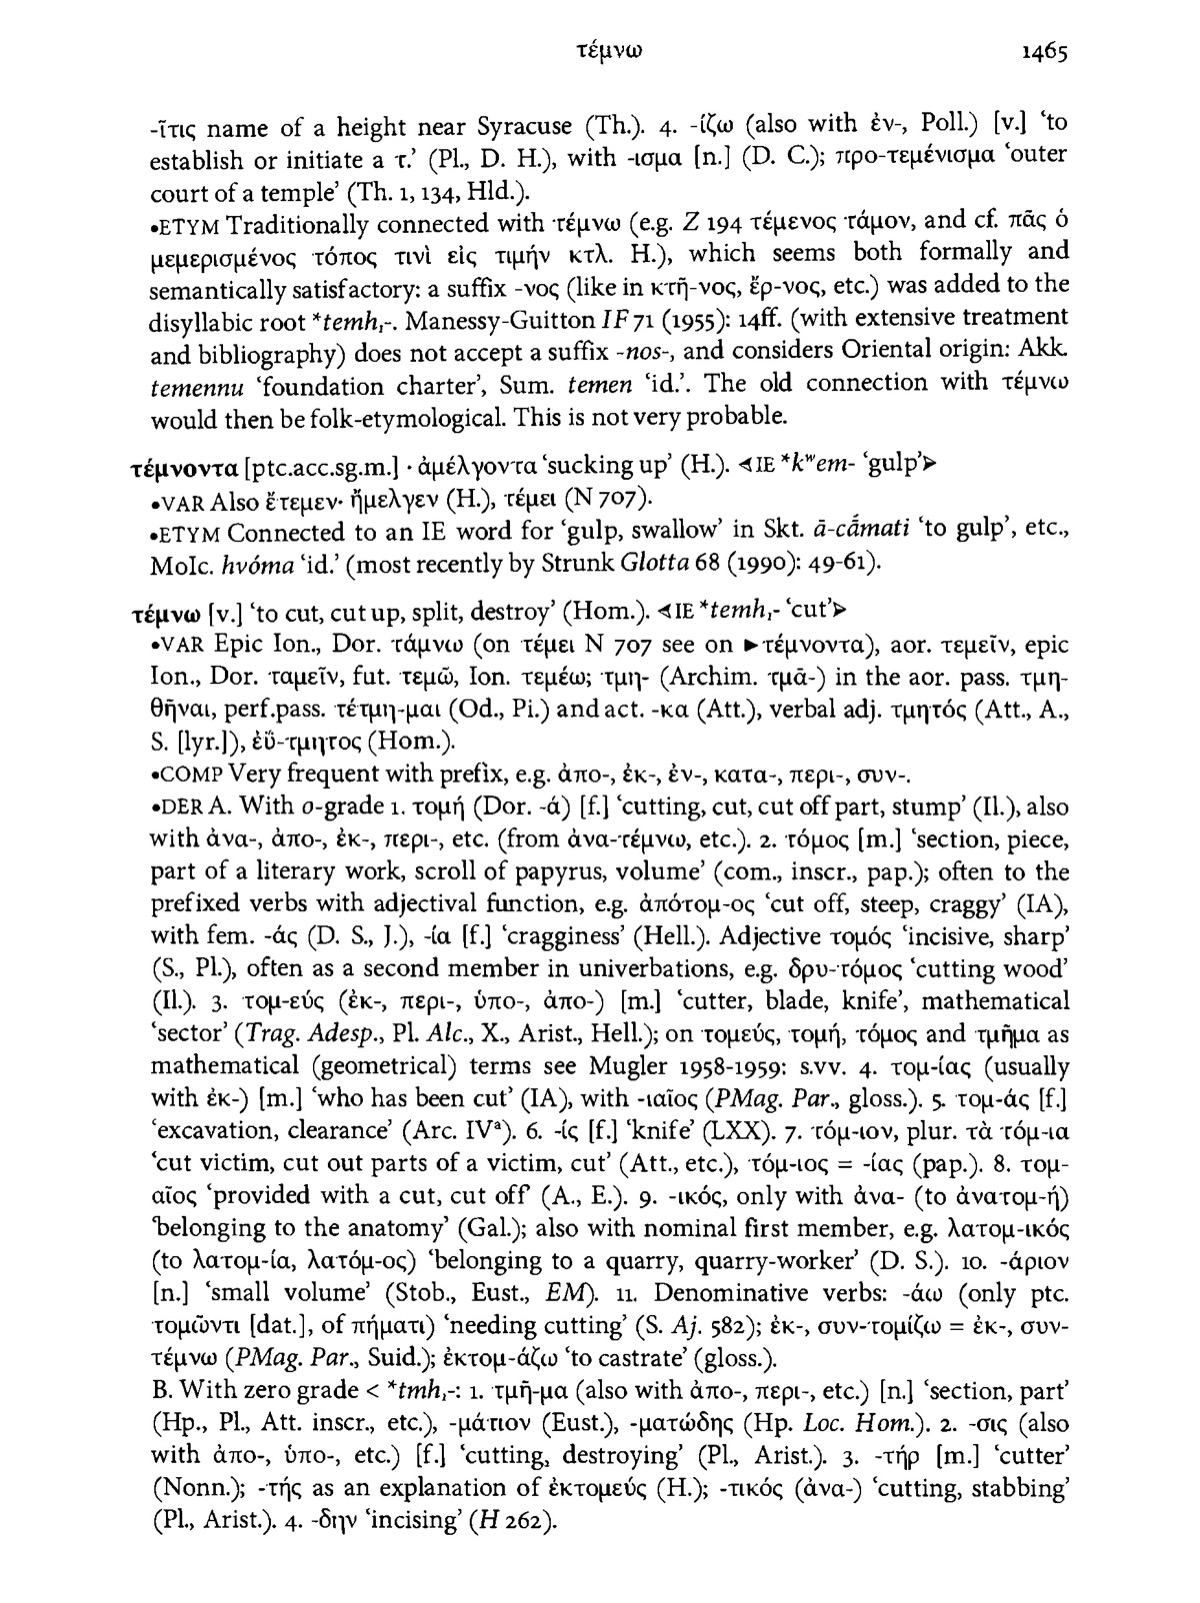 τέμνω 1465
-ῖτις name of a height near Syracuse (Th.). 4. -ίζω (also with ἐν-, Poll.) [v.] ‘to
establish or initiate a τ.’ (Pl., D. H.), with -ισμα [n.] (D. C.); προ-τεμένισμα ‘outer
court of a temple’ (Th. 1, 134, Hld.).
•ETYM Traditionally connected with τέμνω (e.g. Ζ 194 τέμενος τάμον, and cf. πᾶς ὁ
μεμερισμένος τόπος τινὶ εἰς τιμήν κτλ. H.), which seems both formally and
semantically satisfactory: a suffix -νος (like in κτῆ-νος, ἔρ-νος, etc.) was added to the
disyllabic root *temh₁-. Manessy-Guitton IF 71 (1955): 14ff. (with extensive treatment
and bibliography) does not accept a suffix -nos-, and considers Oriental origin: Akk.
temennu ‘foundation charter’, Sum. temen ‘id.’. The old connection with τέμνω
would then be folk-etymological. This is not very probable.
τέμνοντα [ptc.acc.sg.m.] · ἀμέλγοντα ‘sucking up’ (H.). ⋖IE *kʷem- ‘gulp’⋗
•VAR Also ἔτεμεν· ἤμελγεν (H.), τέμει (N 707).
•ETYM Connected to an IE word for ‘gulp, swallow’ in Skt. ā-cā́mati ‘to gulp’, etc.,
MoIc. hvóma ‘id.’ (most recently by Strunk Glotta 68 (1990): 49-61).
τέμνω [v.] ‘to cut, cut up, split, destroy’ (Hom.). ⋖IE *temh₁- ‘cut’⋗
•VAR Epic Ion., Dor. τάμνω (on τέμει N 707 see on ►τέμνοντα), aor. τεμεῖν, epic
Ion., Dor. ταμεῖν, fut. τεμῶ, Ion. τεμέω; τμη- (Archim. τμᾱ-) in the aor. pass. τμη-
θῆναι, perf.pass. τέτμη-μαι (Od., Pi.) and act. -κα (Att.), verbal adj. τμητός (Att., A.,
S. [lyr.]), ἐΰ-τμητος (Hom.).
•COMP Very frequent with prefix, e.g. ἀπο-, ἐκ-, ἐν-, κατα-, περι-, συν-.
•DER A. With o-grade 1. τομή (Dor. -ά) [f.] ‘cutting, cut, cut off part, stump’ (Il.), also
with ἀνα-, ἀπο-, ἐκ-, περι-, etc. (from ἀνα-τέμνω, etc.). 2. τόμος [m.] ‘section, piece,
part of a literary work, scroll of papyrus, volume’ (com., inscr., pap.); often to the
prefixed verbs with adjectival function, e.g. ἀπότομ-ος ‘cut off, steep, craggy’ (IA),
with fem. -άς (D. S., J.), -ία [f.] ‘cragginess’ (Hell.). Adjective τομός ‘incisive, sharp’
(S., Pl.), often as a second member in univerbations, e.g. δρυ-τόμος ‘cutting wood’
(Il.). 3. τομ-εύς (ἐκ-, περι-, ὑπο-, ἀπο-) [m.] ‘cutter, blade, knife’, mathematical
‘sector’ (Trag. Adesp., Pl. Alc., X., Arist., Hell.); on τομεύς, τομή, τόμος and τμῆμα as
mathematical (geometrical) terms see Mugler 1958-1959: s.vv. 4. τομ-ίας (usually
with ἐκ-) [m.] ‘who has been cut’ (IA), with -ιαῖος (PMag. Par., gloss.). 5. τομ-άς [f.]
‘excavation, clearance’ (Arc. IVᵃ). 6. -ίς [f.] ‘knife’ (LXX). 7. τόμ-ιον, plur. τὰ τόμ-ια
‘cut victim, cut out parts of a victim, cut’ (Att., etc.), τόμ-ιος = -ίας (pap.). 8. τομ-
αῖος ‘provided with a cut, cut off’ (A., E.). 9. -ικός, only with ἀνα- (to ἀνατομ-ή)
‘belonging to the anatomy’ (Gal.); also with nominal first member, e.g. λατομ-ικός
(to λατομ-ία, λατόμ-ος) ‘belonging to a quarry, quarry-worker’ (D. S.). 10. -άριον
[n.] ‘small volume’ (Stob., Eust., EM). 11. Denominative verbs: -άω (only ptc.
τομῶντι [dat.], of πήματι) ‘needing cutting’ (S. Aj. 582); ἐκ-, συν-τομίζω = ἐκ-, συν-
τέμνω (PMag. Par., Suid.); ἐκτομ-άζω ‘to castrate’ (gloss.).
B. With zero grade < *tmh₁-: 1. τμῆ-μα (also with ἀπο-, περι-, etc.) [n.] ‘section, part’
(Hp., Pl., Att. inscr., etc.), -μάτιον (Eust.), -ματώδης (Hp. Loc. Hom.). 2. -σις (also
with ἀπο-, ὑπο-, etc.) [f.] ‘cutting, destroying’ (Pl., Arist.). 3. -τήρ [m.] ‘cutter’
(Nonn.); -τής as an explanation of ἐκτομεύς (H.); -τικός (ἀνα-) ‘cutting, stabbing’
(Pl., Arist.). 4. -δην ‘incising’ (Η 262).